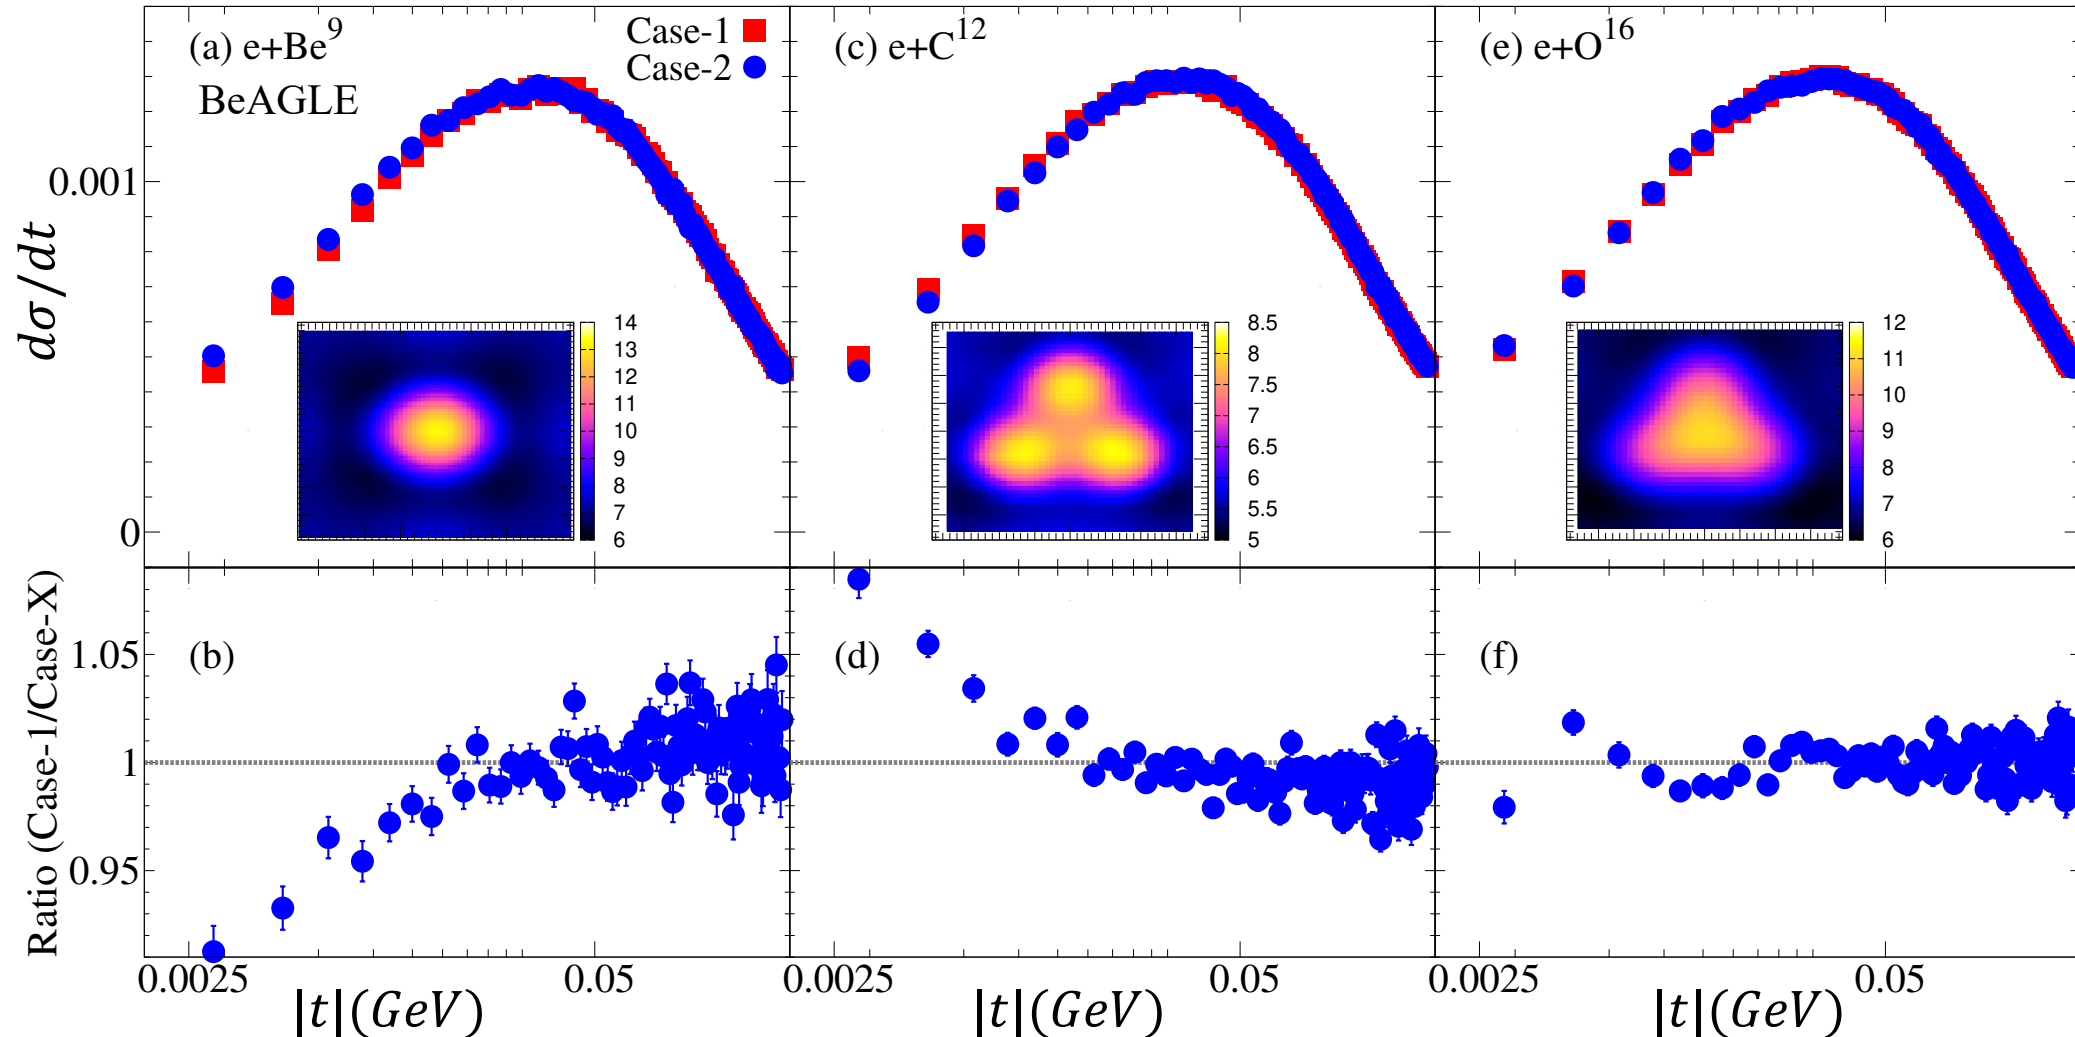 (a) e+Be⁹
BeAGLE
Case-1
Case-2
(c) e+C¹²
(e) e+O¹⁶
dσ/dt
0.001
0
14
13
12
11
10
9
8
7
6
8.5
8
7.5
7
6.5
6
5.5
5
12
11
10
9
8
7
6
Ratio (Case-1/Case-X)
1.05
1
0.95
(b)
(d)
(f)
0.0025 0.05 0.0025 0.05 0.0025 0.05
|t|(GeV) |t|(GeV) |t|(GeV)